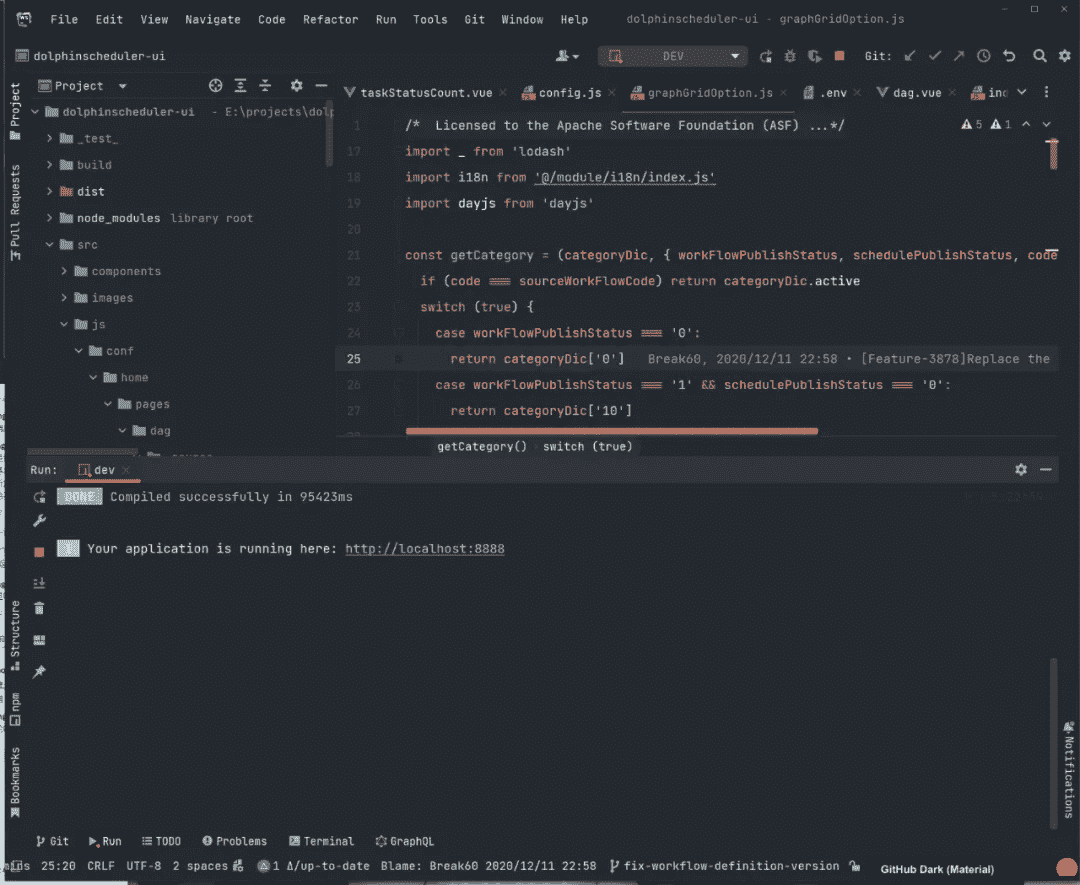 File Edit View Navigate Code Refactor Run Tools Git Window Help dolphinscheduler-ui - graphGridOption.js
dolphinscheduler-ui DEV Git:
Project
taskStatusCount.vue config.js graphGridOption.js .env dag.vue
dolphinscheduler-ui - E:\projects\dolp
_test_
build
dist
node_modules library root
src
components
images
js
conf
home
pages
dag
1 /* Licensed to the Apache Software Foundation (ASF) ...*/ 5 1
17 import _ from 'lodash'
18 import i18n from '@/module/i18n/index.js'
19 import dayjs from 'dayjs'
20
21 const getCategory = (categoryDic, { workFlowPublishStatus, schedulePublishStatus, code
22 if (code === sourceWorkFlowCode) return categoryDic.active
23 switch (true) {
24 case workFlowPublishStatus === '0':
25 return categoryDic['0'] Break60, 2020/12/11 22:58 • [Feature-3878]Replace the
26 case workFlowPublishStatus === '1' && schedulePublishStatus === '0':
27 return categoryDic['10']
getCategory() switch (true)
Run: dev
DONE Compiled successfully in 95423ms
Your application is running here: http://localhost:8888
Project
Pull Requests
Structure
npm
Bookmarks
Notifications
Git Run TODO Problems Terminal GraphQL
25:20 CRLF UTF-8 2 spaces 1 Δ/up-to-date Blame: Break60 2020/12/11 22:58 fix-workflow-definition-version GitHub Dark (Material)